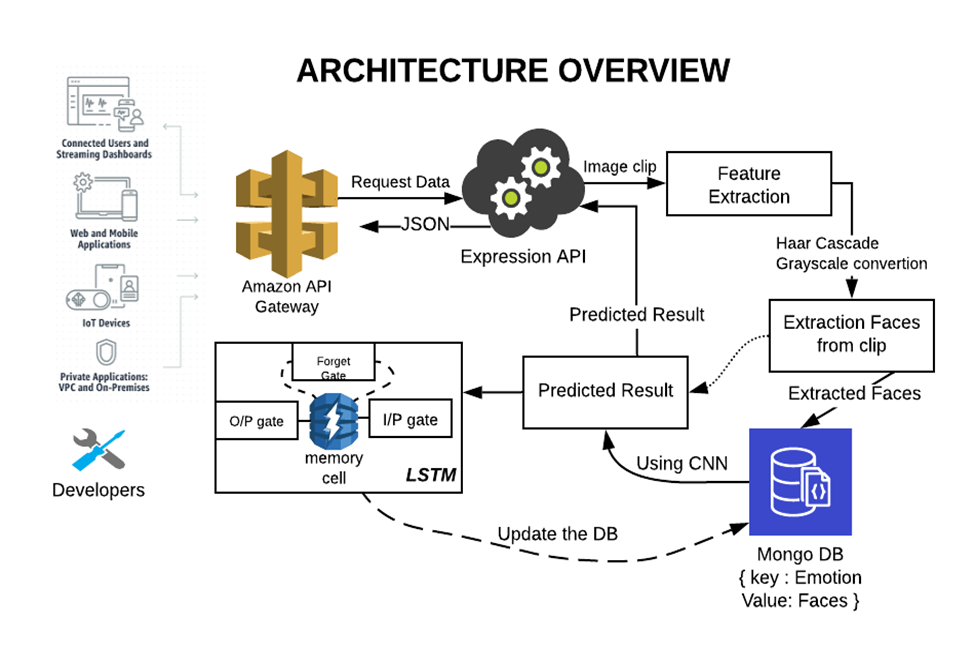 ARCHITECTURE OVERVIEW
Connected Users and
Streaming Dashboards
Web and Mobile
Applications
IoT Devices
Private Applications:
VPC and On-Premises
Developers
Amazon API
Gateway
Request Data
JSON
Expression API
Image clip
Feature
Extraction
Haar Cascade
Grayscale convertion
Extraction Faces
from clip
Extracted Faces
Predicted Result
Predicted Result
Using CNN
Forget
Gate
O/P gate
I/P gate
memory
cell
LSTM
Update the DB
Mongo DB
{ key : Emotion
Value: Faces }